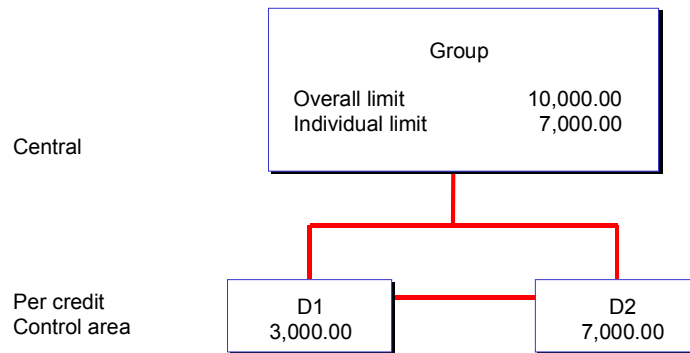 Group
Overall limit 10,000.00
Individual limit 7,000.00
Central
Per credit
Control area
D1
3,000.00
D2
7,000.00